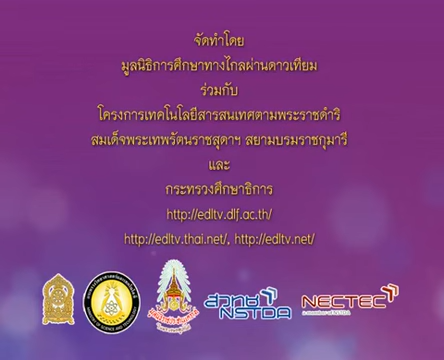 จัดทำโดย
มูลนิธิการศึกษาทางไกลผ่านดาวเทียม
ร่วมกับ
โครงการเทคโนโลยีสารสนเทศตามพระราชดำริ
สมเด็จพระเทพรัตนราชสุดาฯ สยามบรมราชกุมารี
และ
กระทรวงศึกษาธิการ
http://edltv.dlf.ac.th/
http://edltv.thai.net/, http://edltv.net/
สวทช
NSTDA
NECTEC
a member of NSTDA